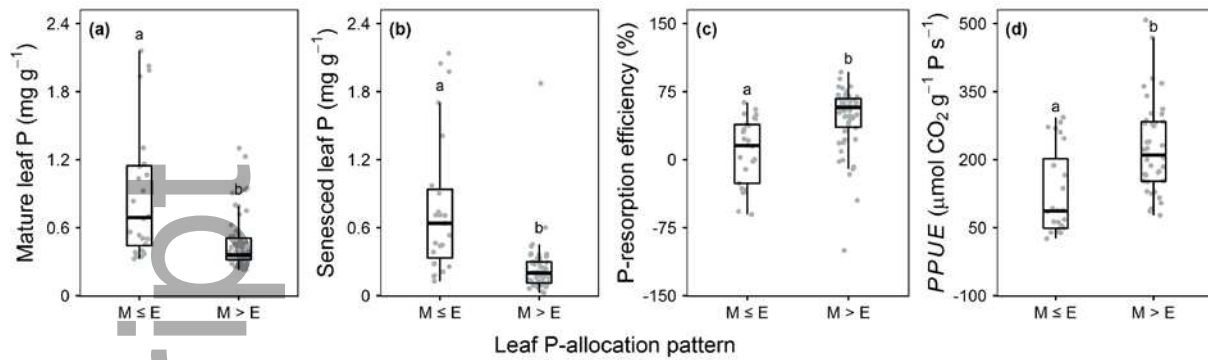 (a)
Mature leaf P (mg g⁻¹)
2.4
1.8
1.2
0.6
0
a
b
M ≤ E
M > E
(b)
Senesced leaf P (mg g⁻¹)
2.4
1.8
1.2
0.6
0
a
b
M ≤ E
M > E
(c)
P-resorption efficiency (%)
150
75
0
-75
-150
a
b
M ≤ E
M > E
(d)
PPUE (μmol CO₂ g⁻¹ P s⁻¹)
500
350
200
50
-100
a
b
M ≤ E
M > E
Leaf P-allocation pattern